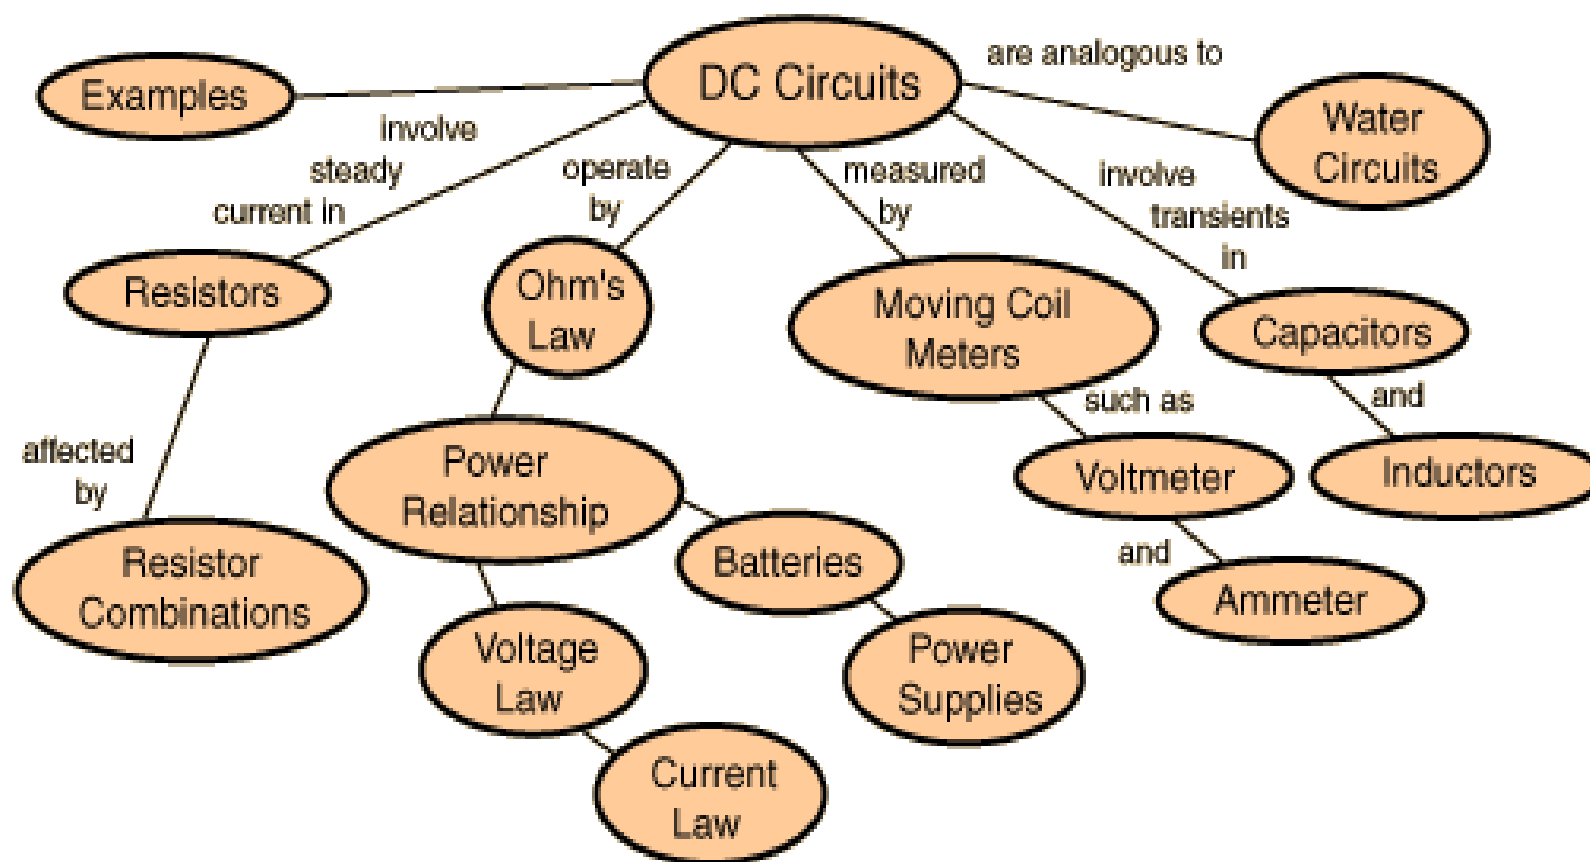 DC Circuits
are analogous to
Examples
Water
Circuits
involve
steady
current in
operate
by
measured
by
involve
transients
in
Resistors
Ohm's
Law
Moving Coil
Meters
Capacitors
affected
by
such as
and
Power
Relationship
Voltmeter
Inductors
Resistor
Combinations
Batteries
and
Ammeter
Voltage
Law
Power
Supplies
Current
Law